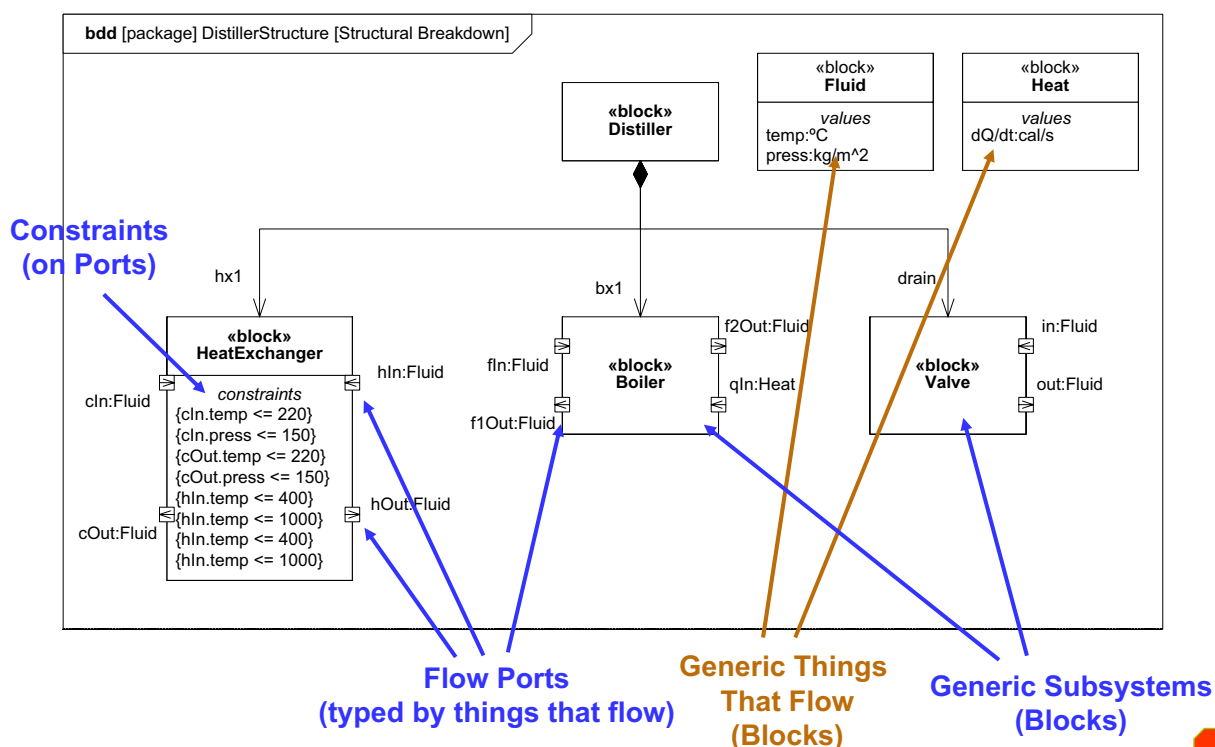 bdd [package] DistillerStructure [Structural Breakdown]
«block»
Distiller
«block»
Fluid
values
temp:ºC
press:kg/m^2
«block»
Heat
values
dQ/dt:cal/s
Constraints
(on Ports)
hx1
bx1
drain
«block»
HeatExchanger
cIn:Fluid
hIn:Fluid
constraints
{cIn.temp <= 220}
{cIn.press <= 150}
{cOut.temp <= 220}
{cOut.press <= 150}
{hIn.temp <= 400}
{hIn.temp <= 1000}
{hIn.temp <= 400}
{hIn.temp <= 1000}
cOut:Fluid
hOut:Fluid
fIn:Fluid
f1Out:Fluid
«block»
Boiler
f2Out:Fluid
qIn:Heat
«block»
Valve
in:Fluid
out:Fluid
Flow Ports
(typed by things that flow)
Generic Things
That Flow
(Blocks)
Generic Subsystems
(Blocks)